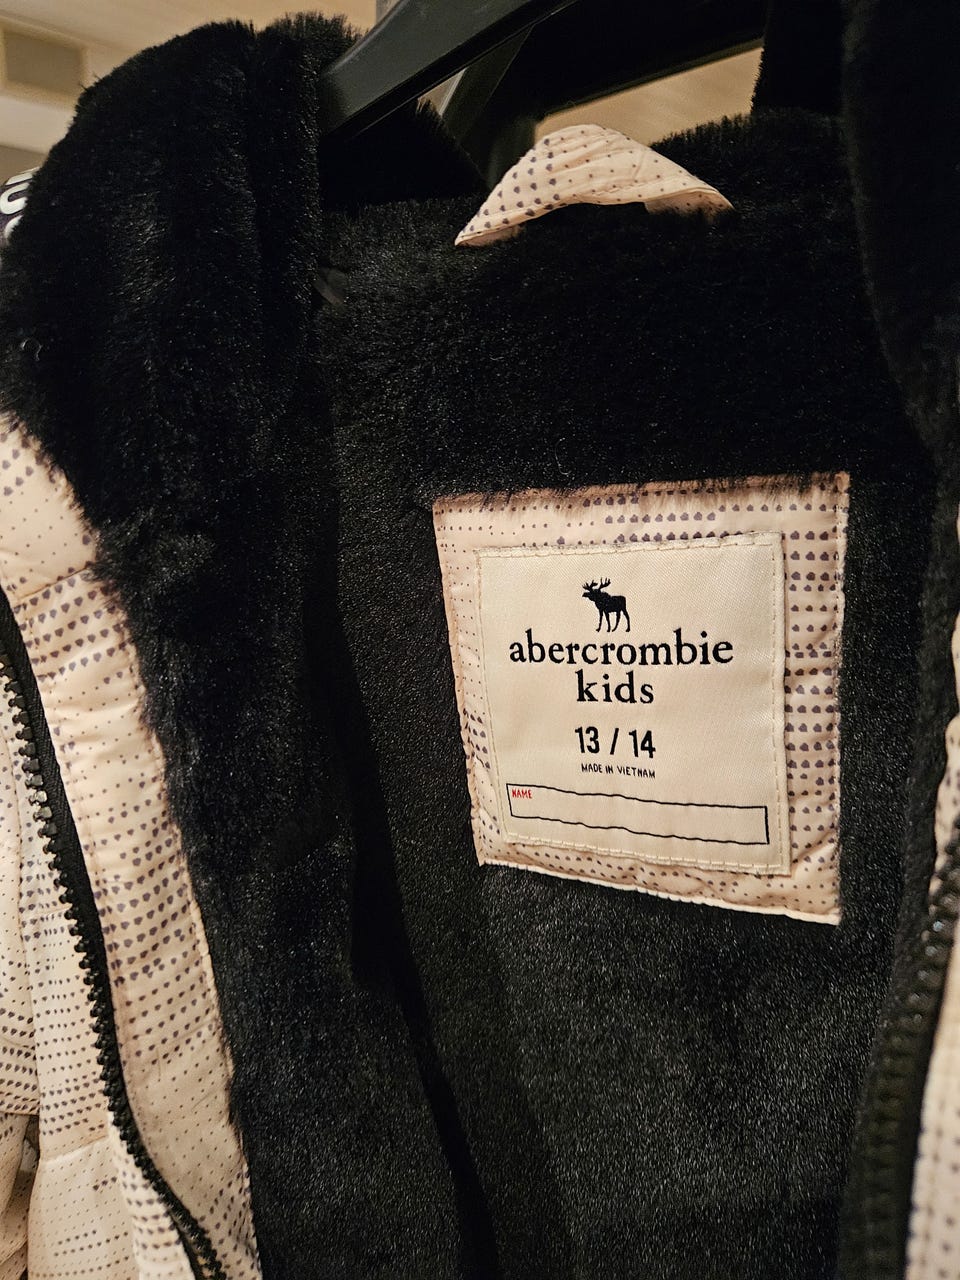 abercrombie
kids
13 / 14
MADE IN VIETNAM
NAME